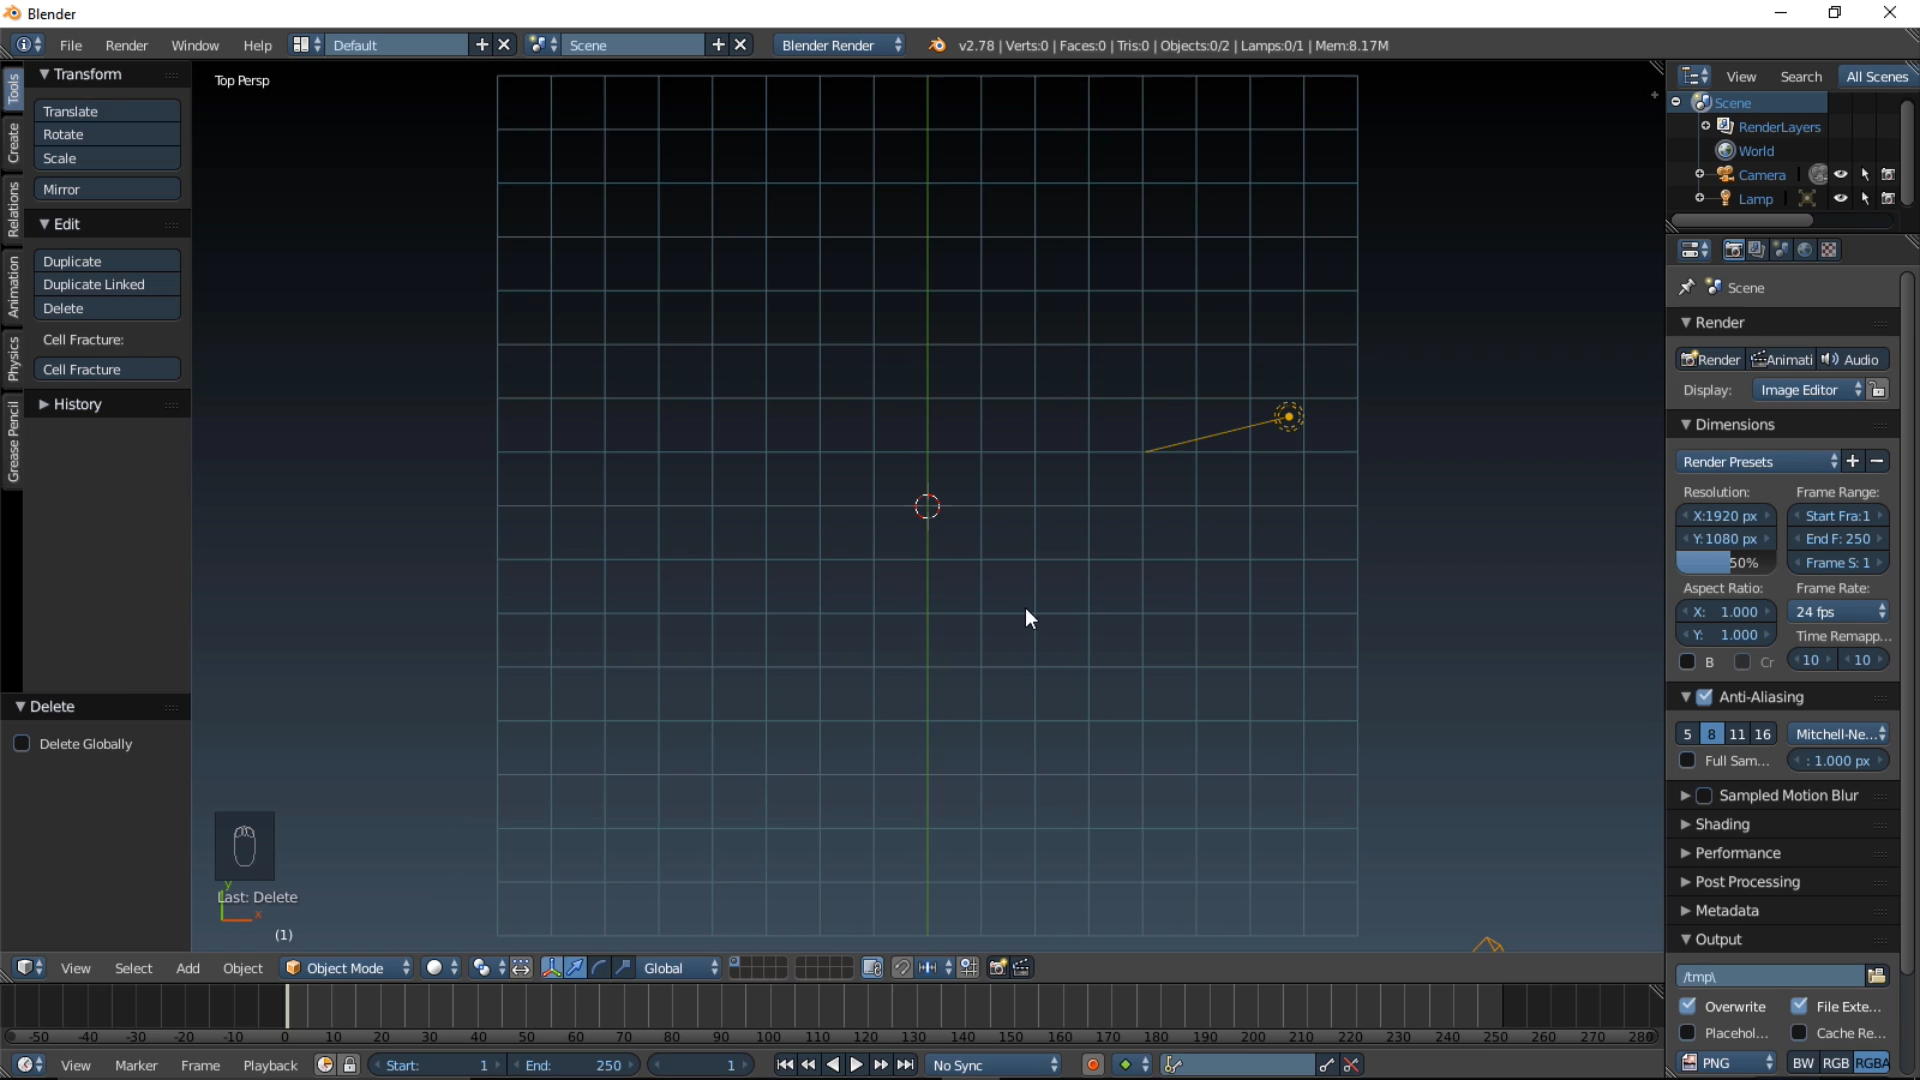 Blender
File Render Window Help Default Scene Blender Render v2.78 | Verts:0 | Faces:0 | Tris:0 | Objects:0/2 | Lamps:0/1 | Mem:8.17M
Tools
Create
Relations
Animation
Physics
Grease Pencil
Transform
Translate
Rotate
Scale
Mirror
Edit
Duplicate
Duplicate Linked
Delete
Cell Fracture:
Cell Fracture
History
Delete
Delete Globally
Top Persp
Last: Delete
y
x
(1)
View Search All Scenes
Scene
RenderLayers
World
Camera
Lamp
Scene
Render
Render Animati Audio
Display: Image Editor
Dimensions
Render Presets
Resolution: Frame Range:
X:1920 px Start Fra:1
Y:1080 px End F: 250
50% Frame S: 1
Aspect Ratio: Frame Rate:
X: 1.000 24 fps
Y: 1.000 Time Remapp...
B Cr 10 10
Anti-Aliasing
5 8 11 16 Mitchell-Ne...
Full Sam... : 1.000 px
Sampled Motion Blur
Shading
Performance
Post Processing
Metadata
Output
/tmp\
Overwrite File Exte...
Placehol... Cache Re...
PNG BW RGB RGBA
View Select Add Object Object Mode Global
-50 -40 -30 -20 -10 0 10 20 30 40 50 60 70 80 90 100 110 120 130 140 150 160 170 180 190 200 210 220 230 240 250 260 270 280
View Marker Frame Playback Start: 1 End: 250 1 No Sync